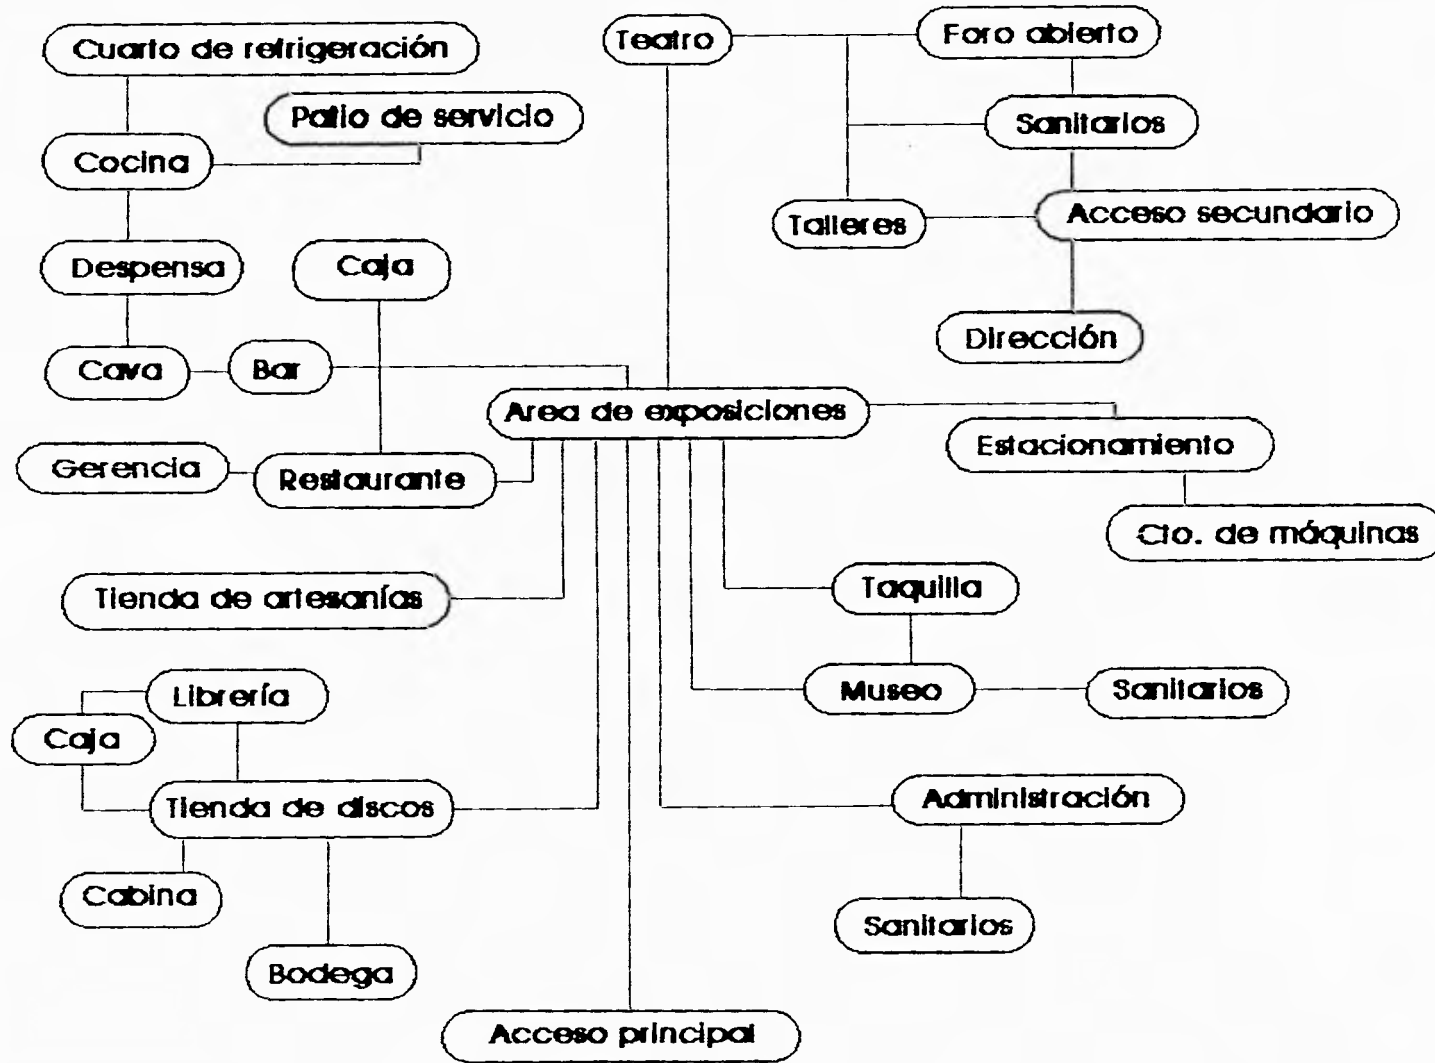 Cuarto de refrigeración
Teatro
Foro abierto
Patio de servicio
Sanitarios
Cocina
Talleres
Acceso secundario
Despensa
Caja
Dirección
Cava
Bar
Area de exposiciones
Estacionamiento
Gerencia
Restaurante
Cto. de máquinas
Tienda de artesanías
Taquilla
Librería
Museo
Sanitarios
Caja
Tienda de discos
Administración
Cabina
Sanitarios
Bodega
Acceso principal